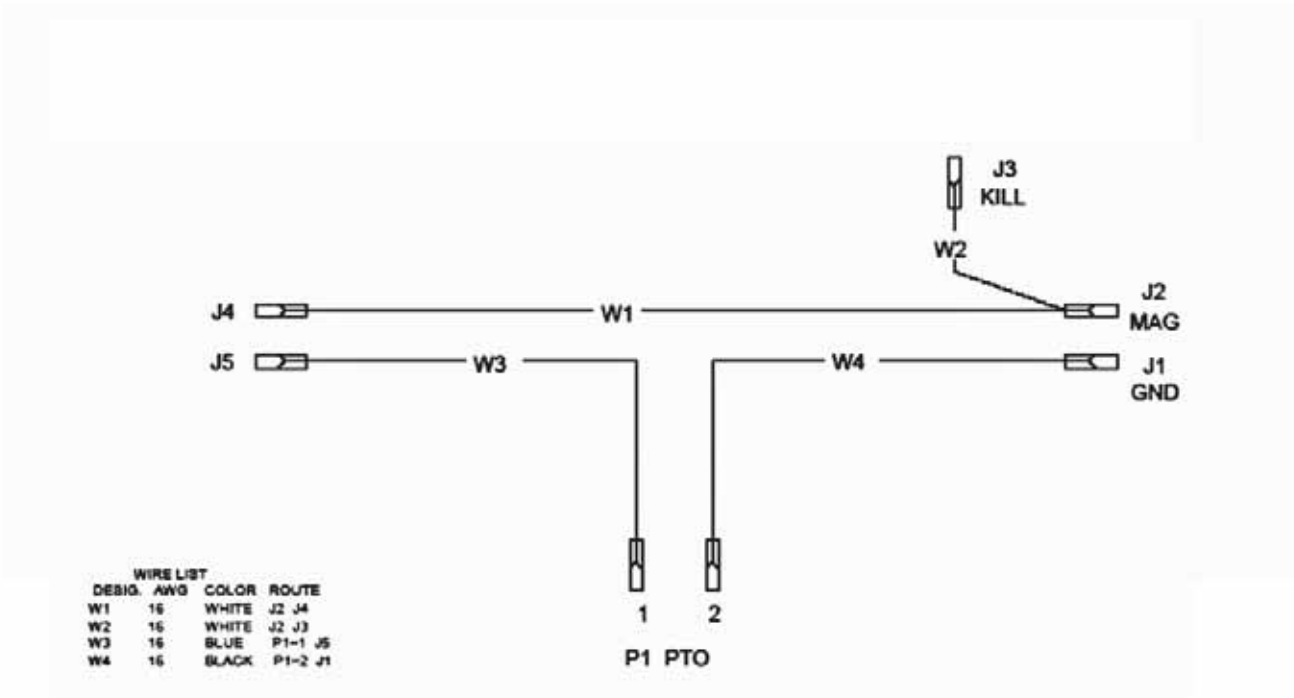 J3
KILL
W2
J2
MAG
J4
W1
J5
W3
W4
J1
GND
1 2
P1 PTO
WIRE LIST
DESIG. AWG COLOR ROUTE
W1 16 WHITE J2 J4
W2 16 WHITE J2 J3
W3 16 BLUE P1-1 J5
W4 16 BLACK P1-2 J1